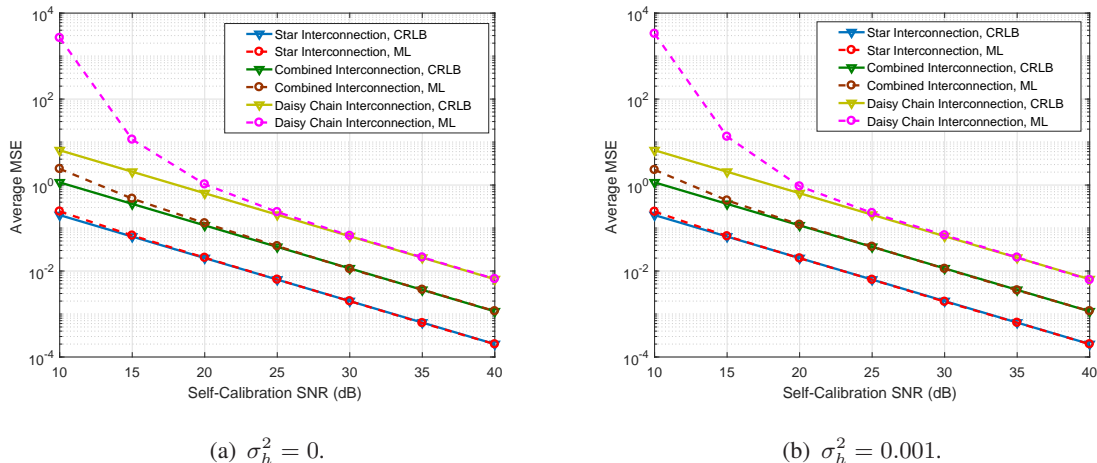 10^4
10^2
10^0
10^-2
10^-4
Average MSE
10 15 20 25 30 35 40
Self-Calibration SNR (dB)
Star Interconnection, CRLB
Star Interconnection, ML
Combined Interconnection, CRLB
Combined Interconnection, ML
Daisy Chain Interconnection, CRLB
Daisy Chain Interconnection, ML
(a) σ_h^2 = 0.
10^4
10^2
10^0
10^-2
10^-4
Average MSE
10 15 20 25 30 35 40
Self-Calibration SNR (dB)
Star Interconnection, CRLB
Star Interconnection, ML
Combined Interconnection, CRLB
Combined Interconnection, ML
Daisy Chain Interconnection, CRLB
Daisy Chain Interconnection, ML
(b) σ_h^2 = 0.001.